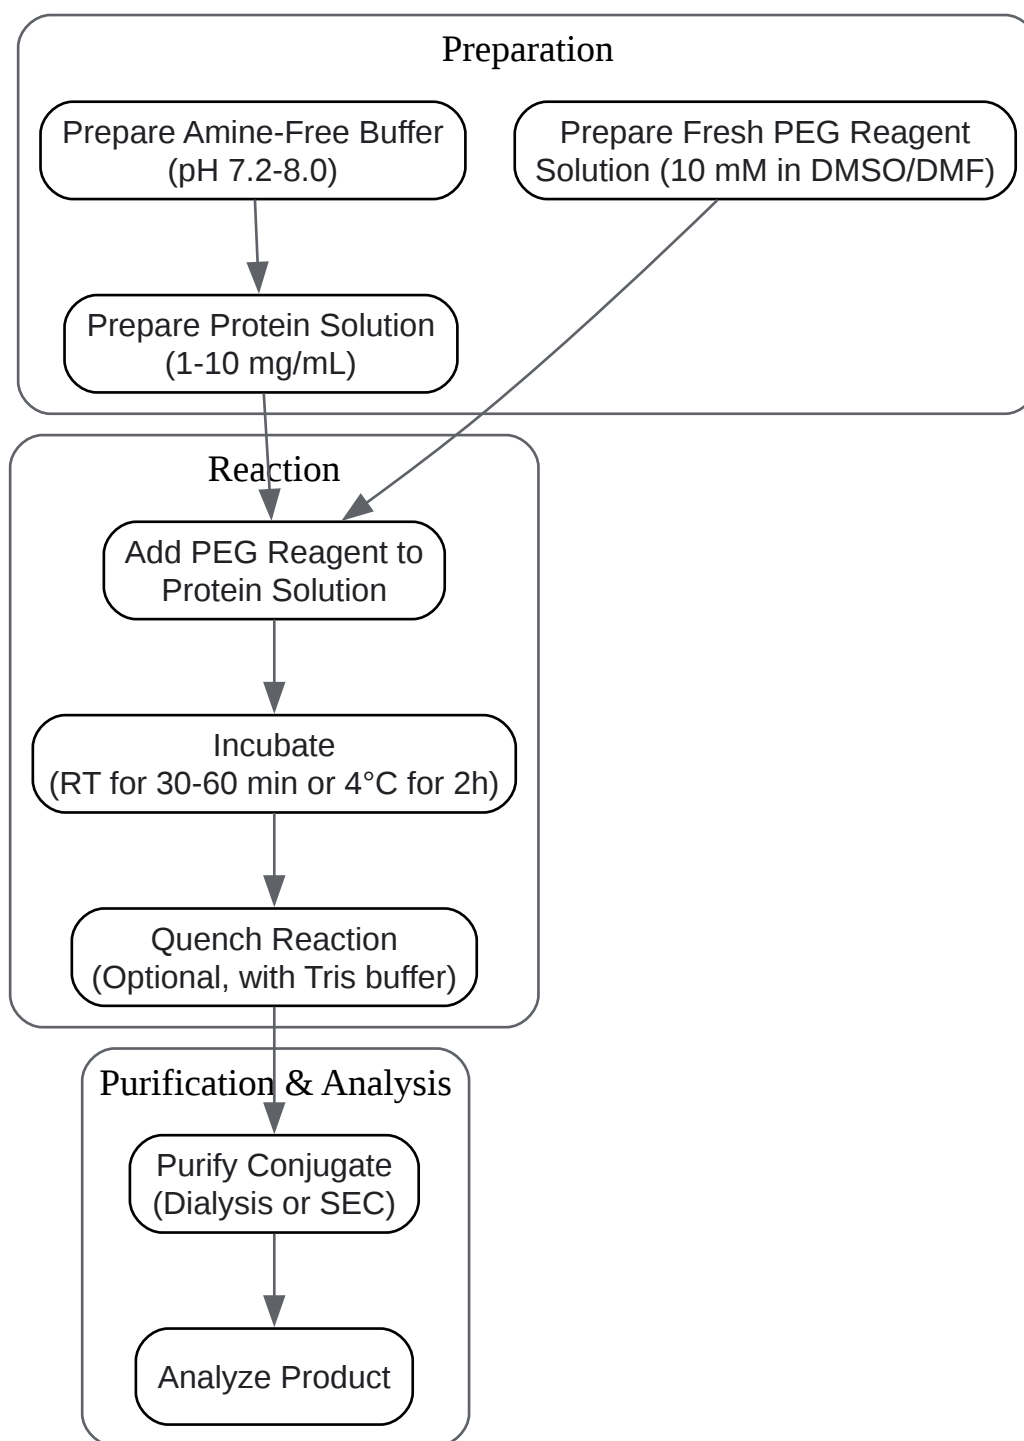 Preparation
Prepare Amine-Free Buffer
(pH 7.2-8.0)
Prepare Fresh PEG Reagent
Solution (10 mM in DMSO/DMF)
Prepare Protein Solution
(1-10 mg/mL)
Reaction
Add PEG Reagent to
Protein Solution
Incubate
(RT for 30-60 min or 4°C for 2h)
Quench Reaction
(Optional, with Tris buffer)
Purification & Analysis
Purify Conjugate
(Dialysis or SEC)
Analyze Product